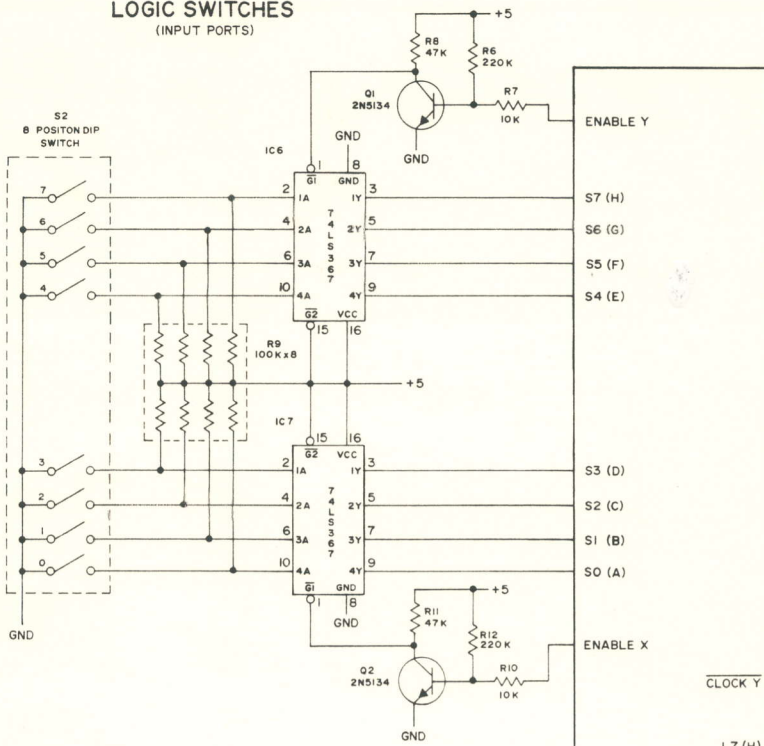 LOGIC SWITCHES
(INPUT PORTS)
+5
R8
47K
R6
220K
Q1
2N5134
R7
10K
ENABLE Y
GND
GND
S2
8 POSITON DIP
SWITCH
IC6
1
8
G1
GND
7
2
1A
1Y
3
S7 (H)
6
4
2A
2Y
5
S6 (G)
5
6
3A
3Y
7
S5 (F)
4
10
4A
4Y
9
S4 (E)
74LS367
G2
VCC
15
16
R9
100K x 8
+5
IC7
15
16
G2
VCC
3
2
1A
1Y
3
S3 (D)
2
4
2A
2Y
5
S2 (C)
1
6
3A
3Y
7
S1 (B)
0
10
4A
4Y
9
S0 (A)
74LS367
G1
GND
1
8
GND
GND
+5
R11
47K
R12
220K
Q2
2N5134
R10
10K
ENABLE X
GND
CLOCK Y
L7 (H)